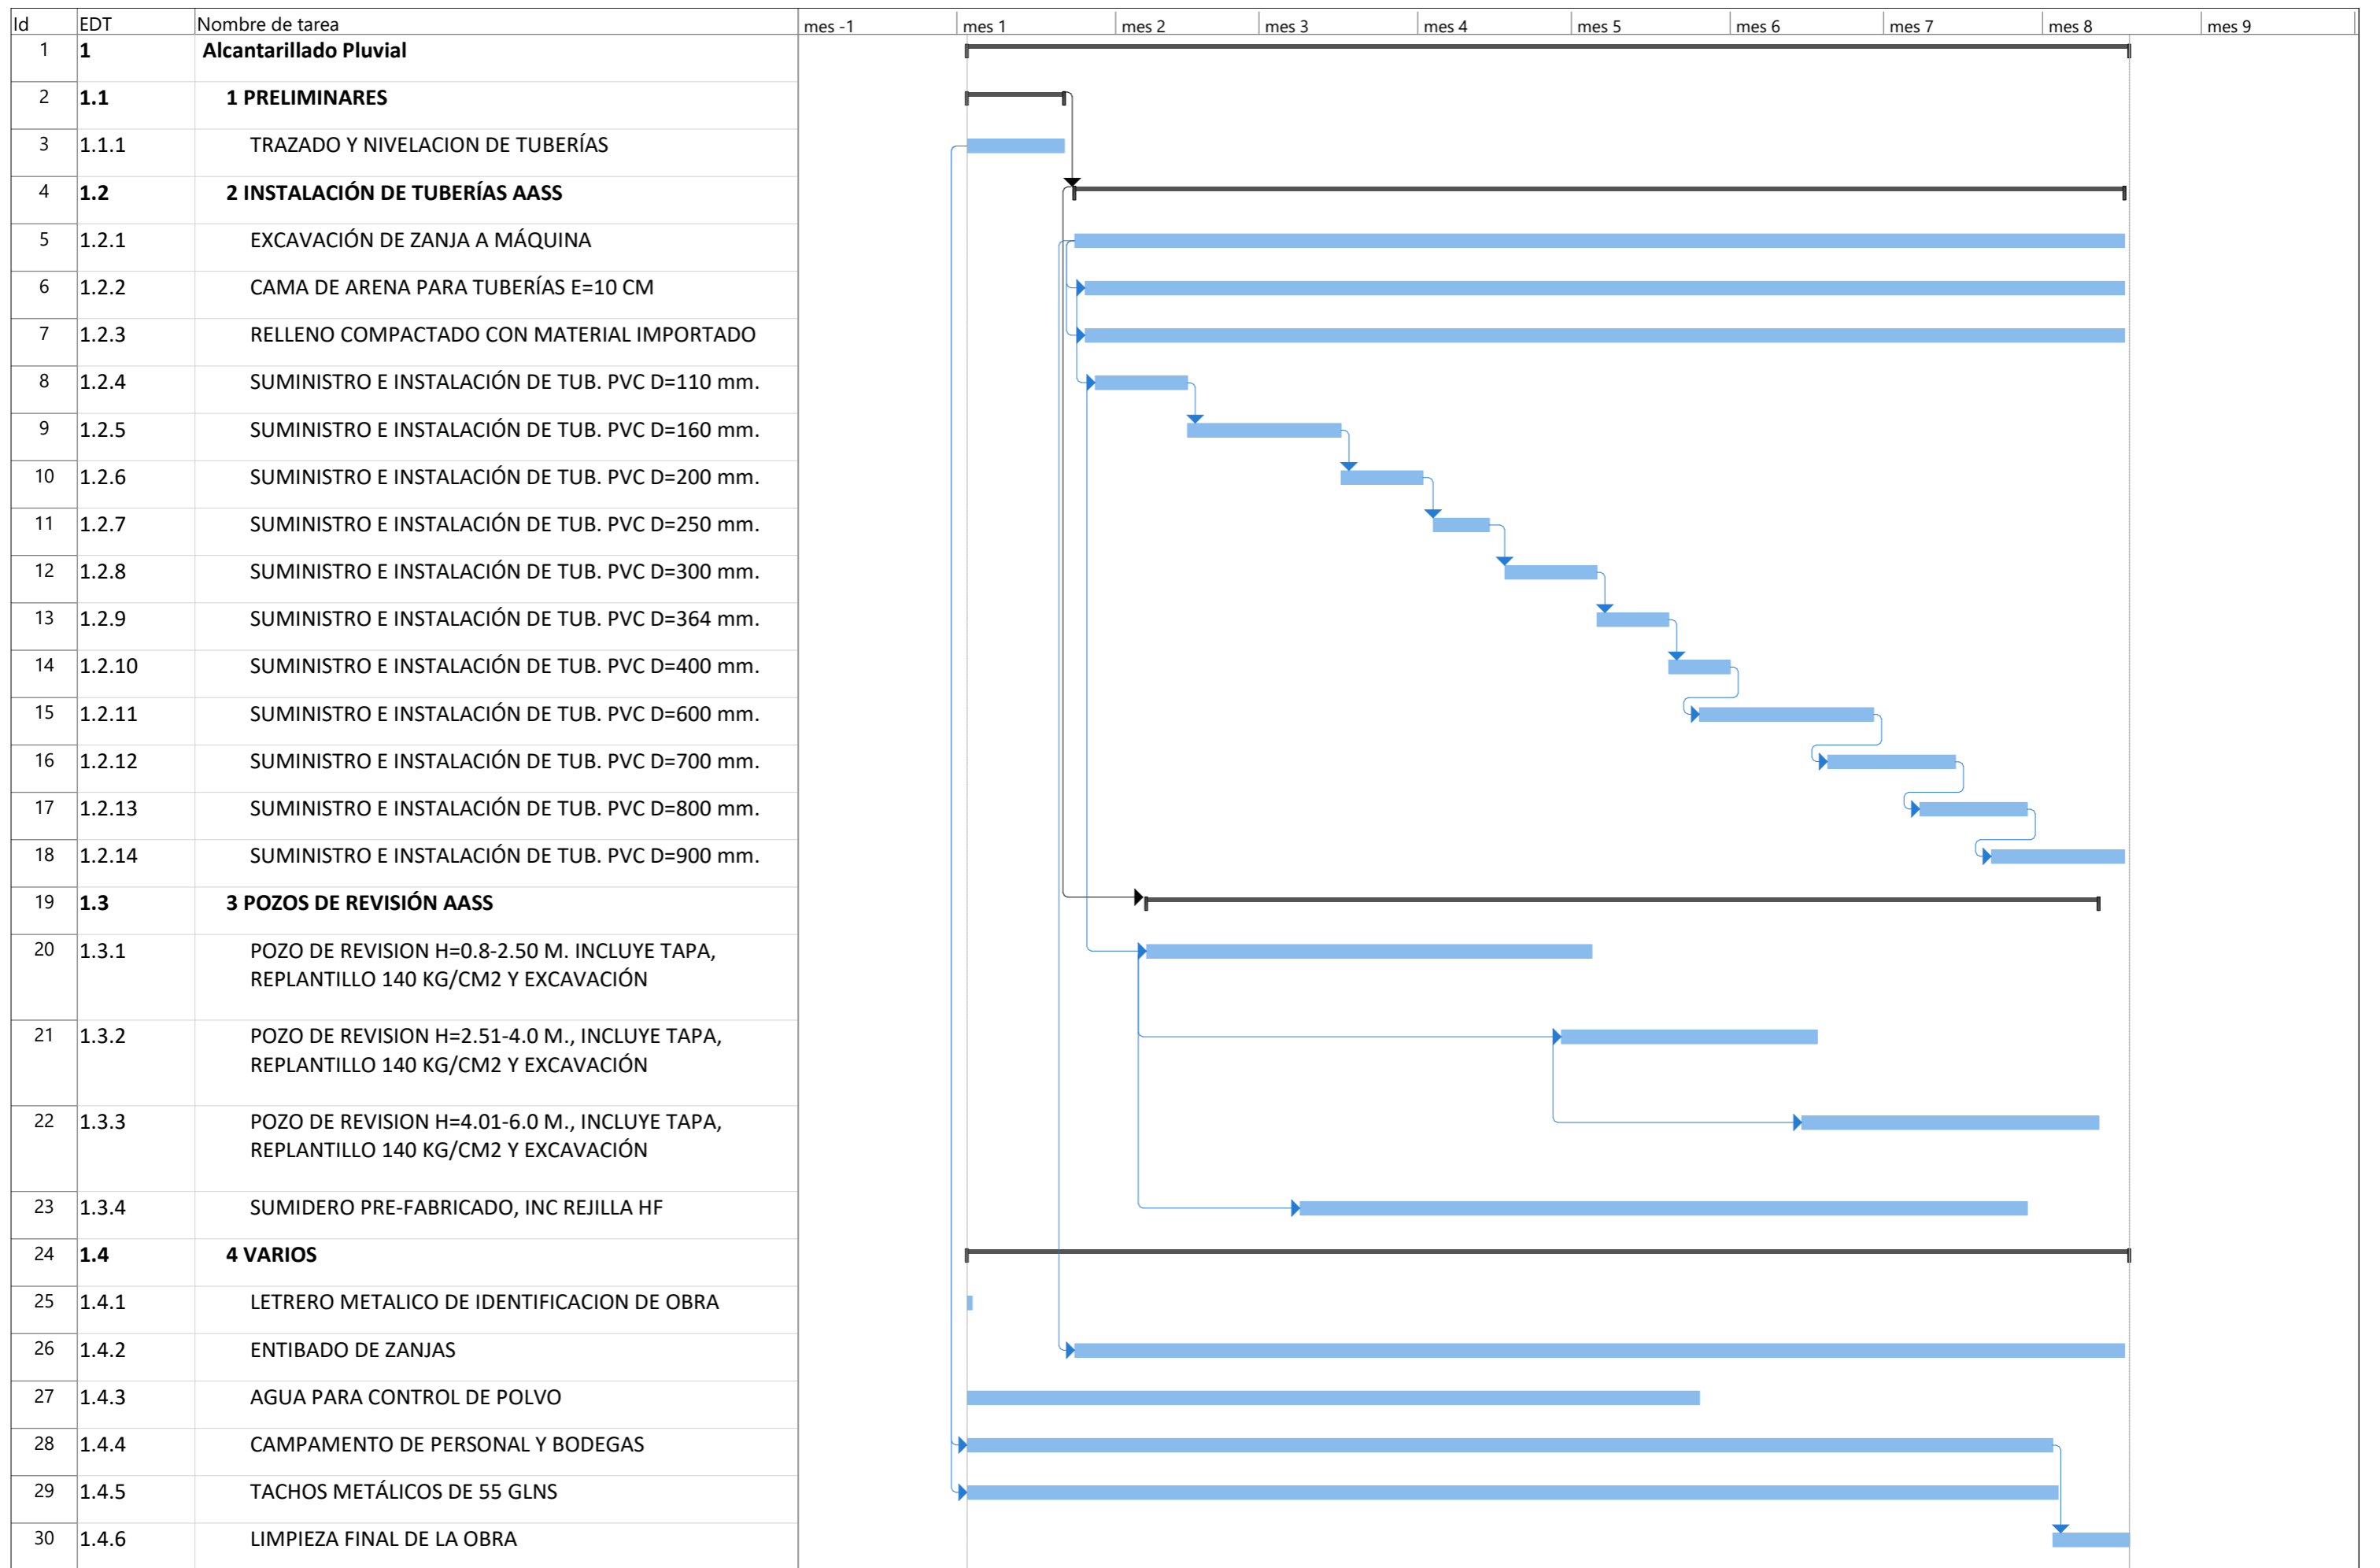 Id EDT Nombre de tarea mes -1 mes 1 mes 2 mes 3 mes 4 mes 5 mes 6 mes 7 mes 8 mes 9
1 1 Alcantarillado Pluvial
2 1.1 1 PRELIMINARES
3 1.1.1 TRAZADO Y NIVELACION DE TUBERÍAS
4 1.2 2 INSTALACIÓN DE TUBERÍAS AASS
5 1.2.1 EXCAVACIÓN DE ZANJA A MÁQUINA
6 1.2.2 CAMA DE ARENA PARA TUBERÍAS E=10 CM
7 1.2.3 RELLENO COMPACTADO CON MATERIAL IMPORTADO
8 1.2.4 SUMINISTRO E INSTALACIÓN DE TUB. PVC D=110 mm.
9 1.2.5 SUMINISTRO E INSTALACIÓN DE TUB. PVC D=160 mm.
10 1.2.6 SUMINISTRO E INSTALACIÓN DE TUB. PVC D=200 mm.
11 1.2.7 SUMINISTRO E INSTALACIÓN DE TUB. PVC D=250 mm.
12 1.2.8 SUMINISTRO E INSTALACIÓN DE TUB. PVC D=300 mm.
13 1.2.9 SUMINISTRO E INSTALACIÓN DE TUB. PVC D=364 mm.
14 1.2.10 SUMINISTRO E INSTALACIÓN DE TUB. PVC D=400 mm.
15 1.2.11 SUMINISTRO E INSTALACIÓN DE TUB. PVC D=600 mm.
16 1.2.12 SUMINISTRO E INSTALACIÓN DE TUB. PVC D=700 mm.
17 1.2.13 SUMINISTRO E INSTALACIÓN DE TUB. PVC D=800 mm.
18 1.2.14 SUMINISTRO E INSTALACIÓN DE TUB. PVC D=900 mm.
19 1.3 3 POZOS DE REVISIÓN AASS
20 1.3.1 POZO DE REVISION H=0.8-2.50 M. INCLUYE TAPA,
REPLANTILLO 140 KG/CM2 Y EXCAVACIÓN
21 1.3.2 POZO DE REVISION H=2.51-4.0 M., INCLUYE TAPA,
REPLANTILLO 140 KG/CM2 Y EXCAVACIÓN
22 1.3.3 POZO DE REVISION H=4.01-6.0 M., INCLUYE TAPA,
REPLANTILLO 140 KG/CM2 Y EXCAVACIÓN
23 1.3.4 SUMIDERO PRE-FABRICADO, INC REJILLA HF
24 1.4 4 VARIOS
25 1.4.1 LETRERO METALICO DE IDENTIFICACION DE OBRA
26 1.4.2 ENTIBADO DE ZANJAS
27 1.4.3 AGUA PARA CONTROL DE POLVO
28 1.4.4 CAMPAMENTO DE PERSONAL Y BODEGAS
29 1.4.5 TACHOS METÁLICOS DE 55 GLNS
30 1.4.6 LIMPIEZA FINAL DE LA OBRA